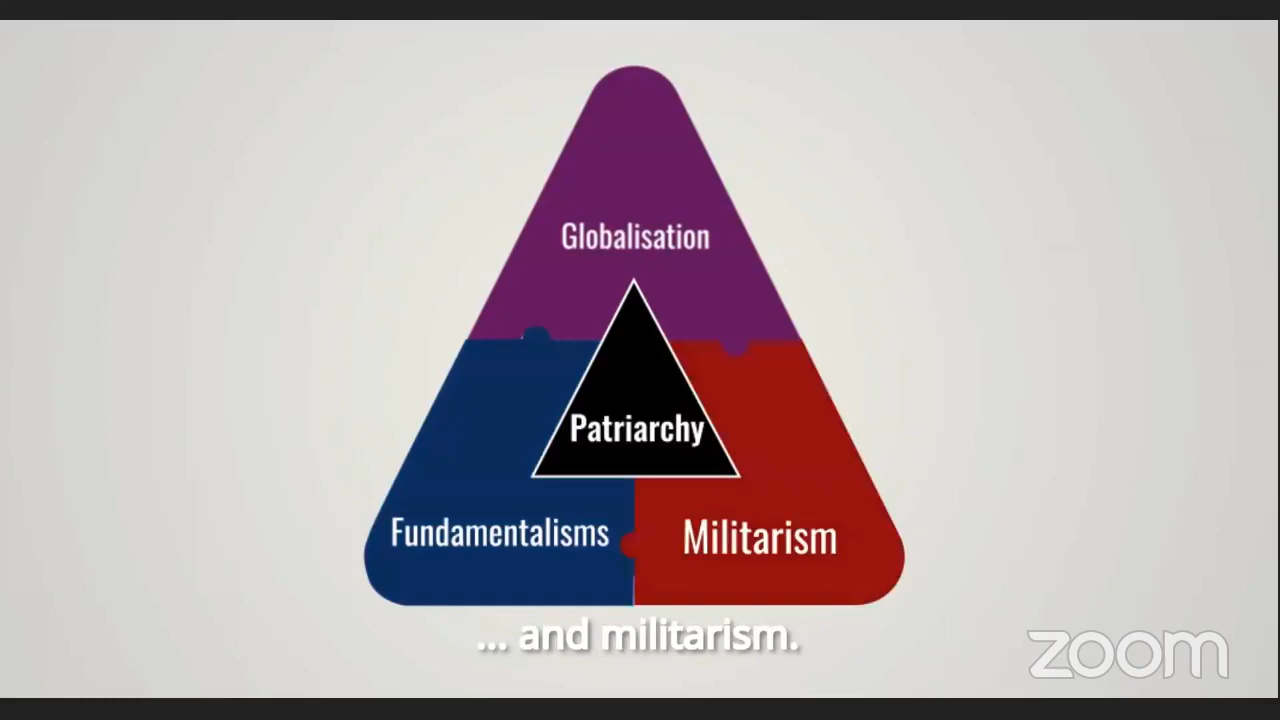 Globalisation
Patriarchy
Fundamentalisms
Militarism
... and militarism.
zoom